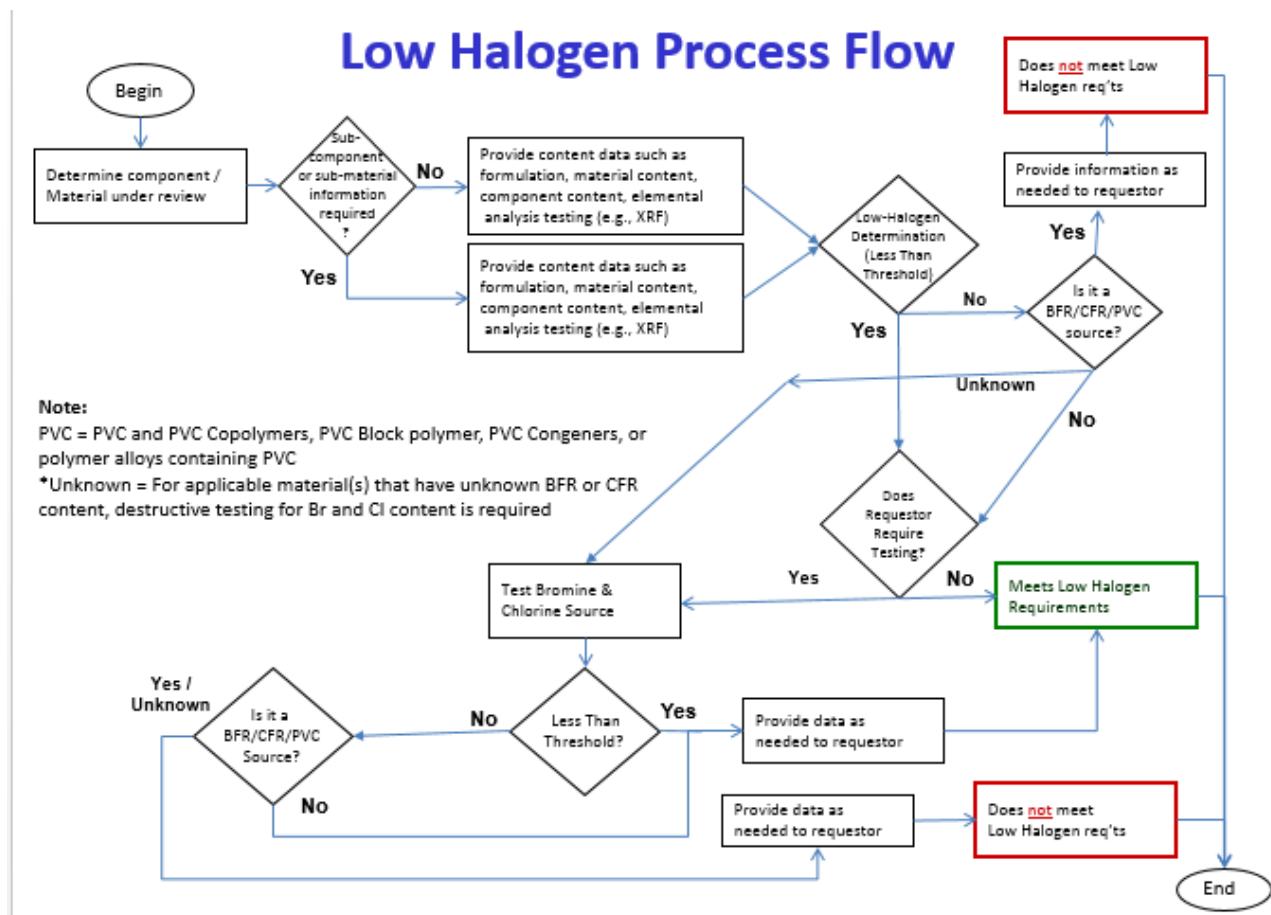 Low Halogen Process Flow
Begin
Determine component /
Material under review
Sub-
component
or sub-material
information
required
?
No
Yes
Provide content data such as
formulation, material content,
component content, elemental
analysis testing (e.g., XRF)
Provide content data such as
formulation, material content,
component content, elemental
analysis testing (e.g., XRF)
Low-Halogen
Determination
(Less Than
Threshold)
Yes
No
Is it a
BFR/CFR/PVC
source?
Yes
Provide information as
needed to requestor
Does not meet Low
Halogen req'ts
Unknown
No
Note:
PVC = PVC and PVC Copolymers, PVC Block polymer, PVC Congeners, or
polymer alloys containing PVC
*Unknown = For applicable material(s) that have unknown BFR or CFR
content, destructive testing for Br and Cl content is required
Does
Requestor
Require
Testing?
Yes
No
Meets Low Halogen
Requirements
Test Bromine &
Chlorine Source
Less Than
Threshold?
Yes
No
Is it a
BFR/CFR/PVC
Source?
Yes /
Unknown
No
Provide data as
needed to requestor
Provide data as
needed to requestor
Does not meet
Low Halogen req'ts
End